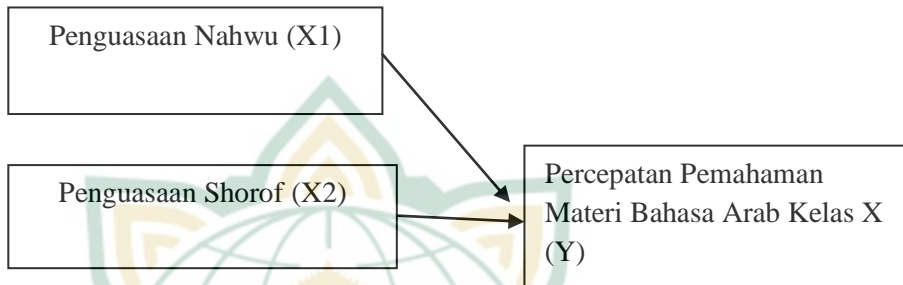 Penguasaan Nahwu (X1)
Penguasaan Shorof (X2)
Percepatan Pemahaman
Materi Bahasa Arab Kelas X
(Y)